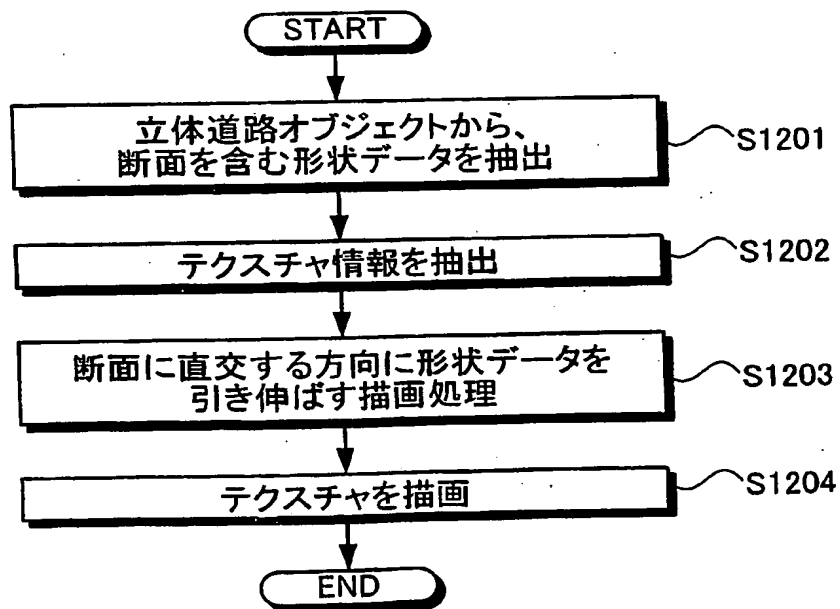 START
立体道路オブジェクトから、
断面を含む形状データを抽出
S1201
テクスチャ情報を抽出
S1202
断面に直交する方向に形状データを
引き伸ばす描画処理
S1203
テクスチャを描画
S1204
END